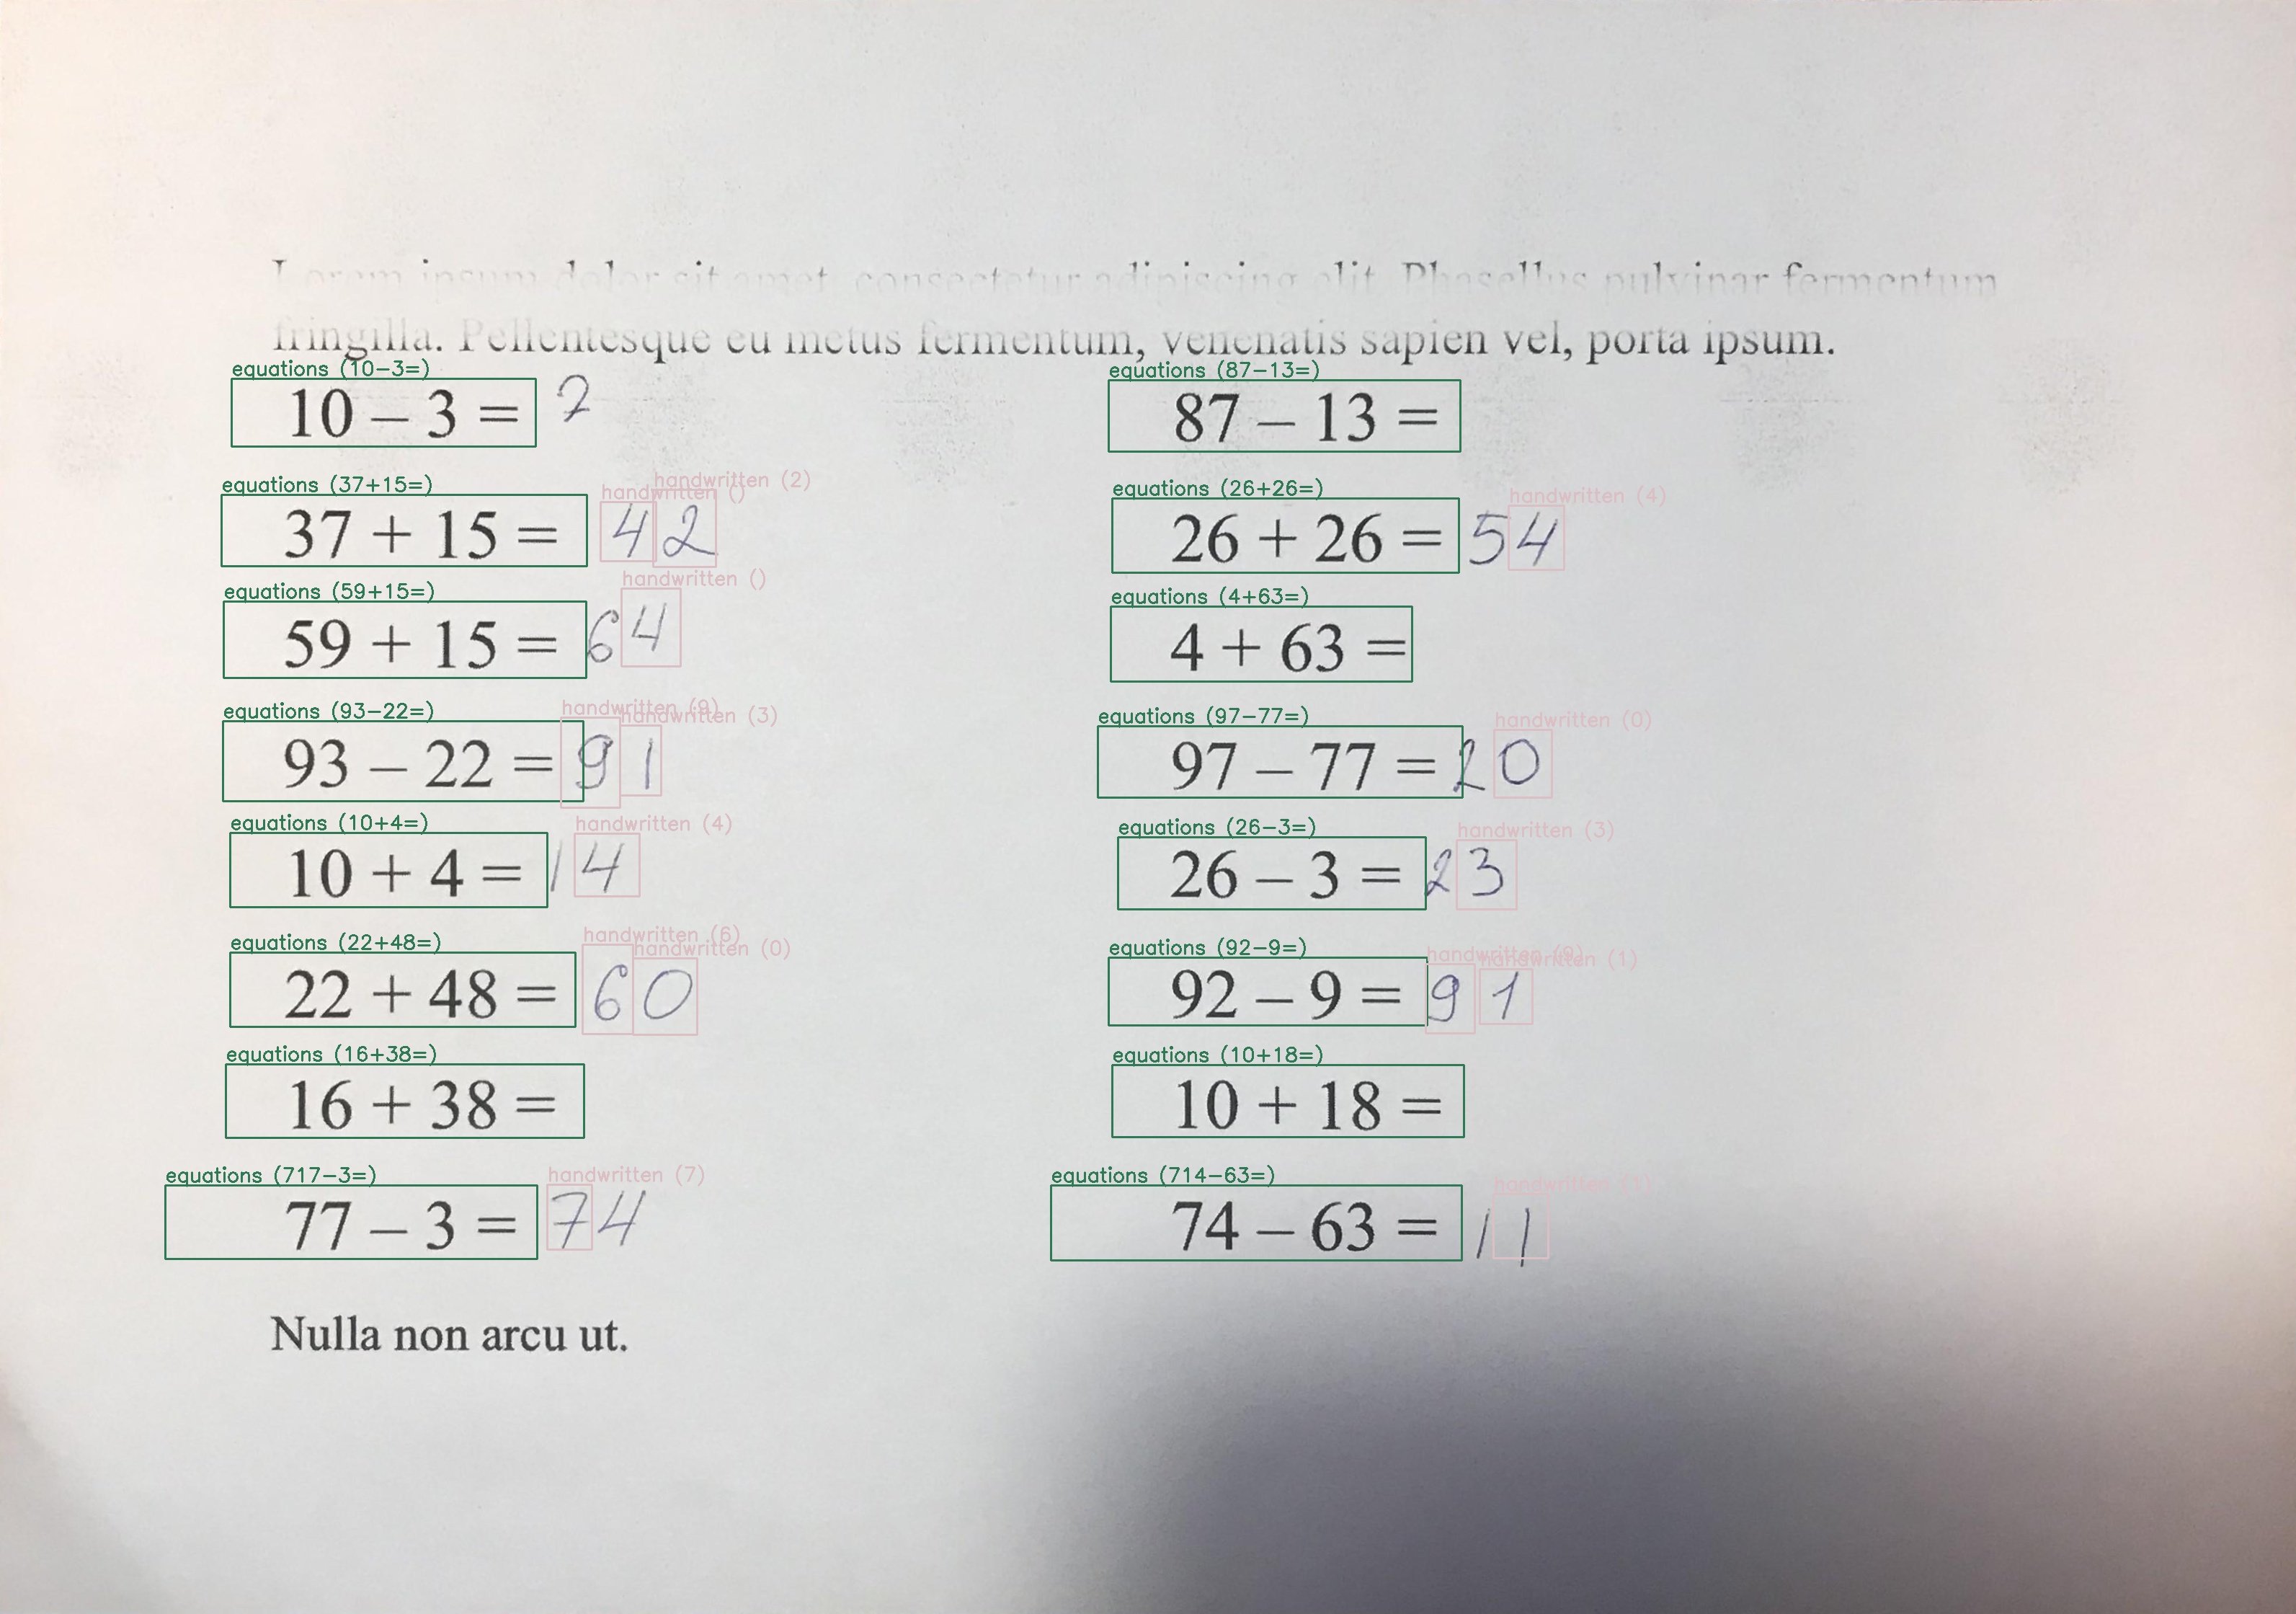 Lorem ipsum dolor sit amet, consectetur adipiscing elit. Phasellus pulvinar fermentum
fringilla. Pellentesque eu metus fermentum, venenatis sapien vel, porta ipsum.
equations (10-3=)
10 – 3 = 7
equations (87-13=)
87 – 13 =
equations (37+15=) handwritten () handwritten (2)
37 + 15 = 42
equations (26+26=) handwritten (4)
26 + 26 = 54
equations (59+15=) handwritten ()
59 + 15 = 64
equations (4+63=)
4 + 63 =
equations (93-22=) handwritten (9) handwritten (3)
93 – 22 = 91
equations (97-77=) handwritten (0)
97 – 77 = 20
equations (10+4=) handwritten (4)
10 + 4 = 14
equations (26-3=) handwritten (3)
26 – 3 = 23
equations (22+48=) handwritten (6) handwritten (0)
22 + 48 = 60
equations (92-9=) handwritten (9) handwritten (1)
92 – 9 = 91
equations (16+38=)
16 + 38 =
equations (10+18=)
10 + 18 =
equations (717-3=) handwritten (7)
77 – 3 = 74
equations (714-63=) handwritten (1)
74 – 63 = 11
Nulla non arcu ut.